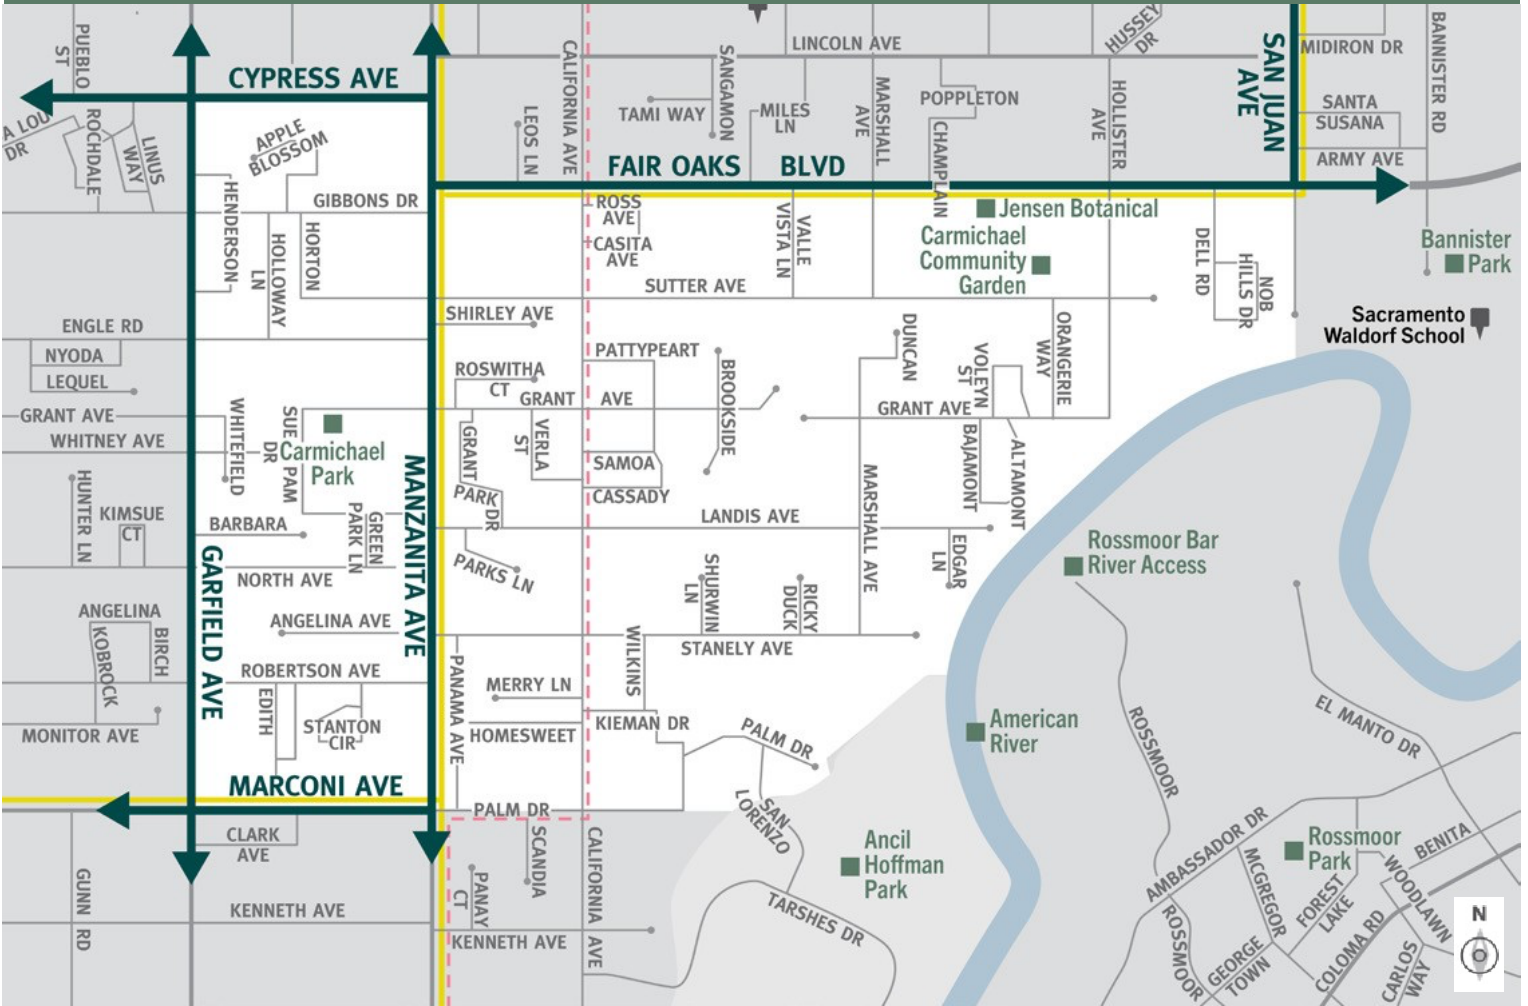 PUEBLO
ST
CYPRESS AVE
CALIFORNIA AVE
SANGAMON
LINCOLN AVE
HUSSEY
DR
SAN JUAN
AVE
MIDIRON DR
BANNISTER RD
A LOU
DR
ROCHDALE
LINUS
WAY
APPLE
BLOSSOM
LEOS LN
TAMI WAY
MILES
LN
MARSHALL
AVE
POPPLETON
CHAMPLAIN
HOLLISTER
AVE
SANTA
SUSANA
ARMY AVE
FAIR OAKS BLVD
HENDERSON
GIBBONS DR
HOLLOWAY
LN
HORTON
ROSS
AVE
CASITA
AVE
VALLE
VISTA LN
Jensen Botanical
Carmichael
Community
Garden
DELL RD
NOB
HILLS DR
Bannister
Park
SUTTER AVE
SHIRLEY AVE
Sacramento
Waldorf School
ENGLE RD
NYODA
LEQUEL
GRANT AVE
WHITNEY AVE
WHITEFIELD
SUE PAM
DR
Carmichael
Park
MANZANITA AVE
ROSWITHA
CT
GRANT AVE
PATTYPEART
BROOKSIDE
DUNCAN
VOLEYN
ST
ORANGERIE
WAY
GRANT AVE
BAJAMONT
ALTAMONT
GRANT
PARK DR
VERLA
ST
SAMOA
CASSADY
HUNTER LN
KIMSUE
CT
BARBARA
GREEN
PARK LN
NORTH AVE
GARFIELD AVE
LANDIS AVE
MARSHALL AVE
EDGAR
LN
PARKS LN
SHURWIN
LN
RICKY
DUCK
Rossmoor Bar
River Access
ANGELINA
KOBROCK
BIRCH
ANGELINA AVE
ROBERTSON AVE
EDITH
STANTON
CIR
MONITOR AVE
PANAMA AVE
MERRY LN
HOMESWEET
WILKINS
STANELY AVE
KIEMAN DR
PALM DR
American
River
ROSSMOOR
EL MANTO DR
MARCONI AVE
PALM DR
CLARK
AVE
GUNN RD
KENNETH AVE
PANAY
CT
SCANDIA
CALIFORNIA AVE
KENNETH AVE
SAN
LORENZO
TARSHES DR
Ancil
Hoffman
Park
AMBASSADOR DR
Rossmoor
Park
BENITA
MCGREGOR
FOREST
LAKE
WOODLAWN
ROSSMOOR
GEORGE
TOWN
COLOMA RD
CARLOS
WAY
N